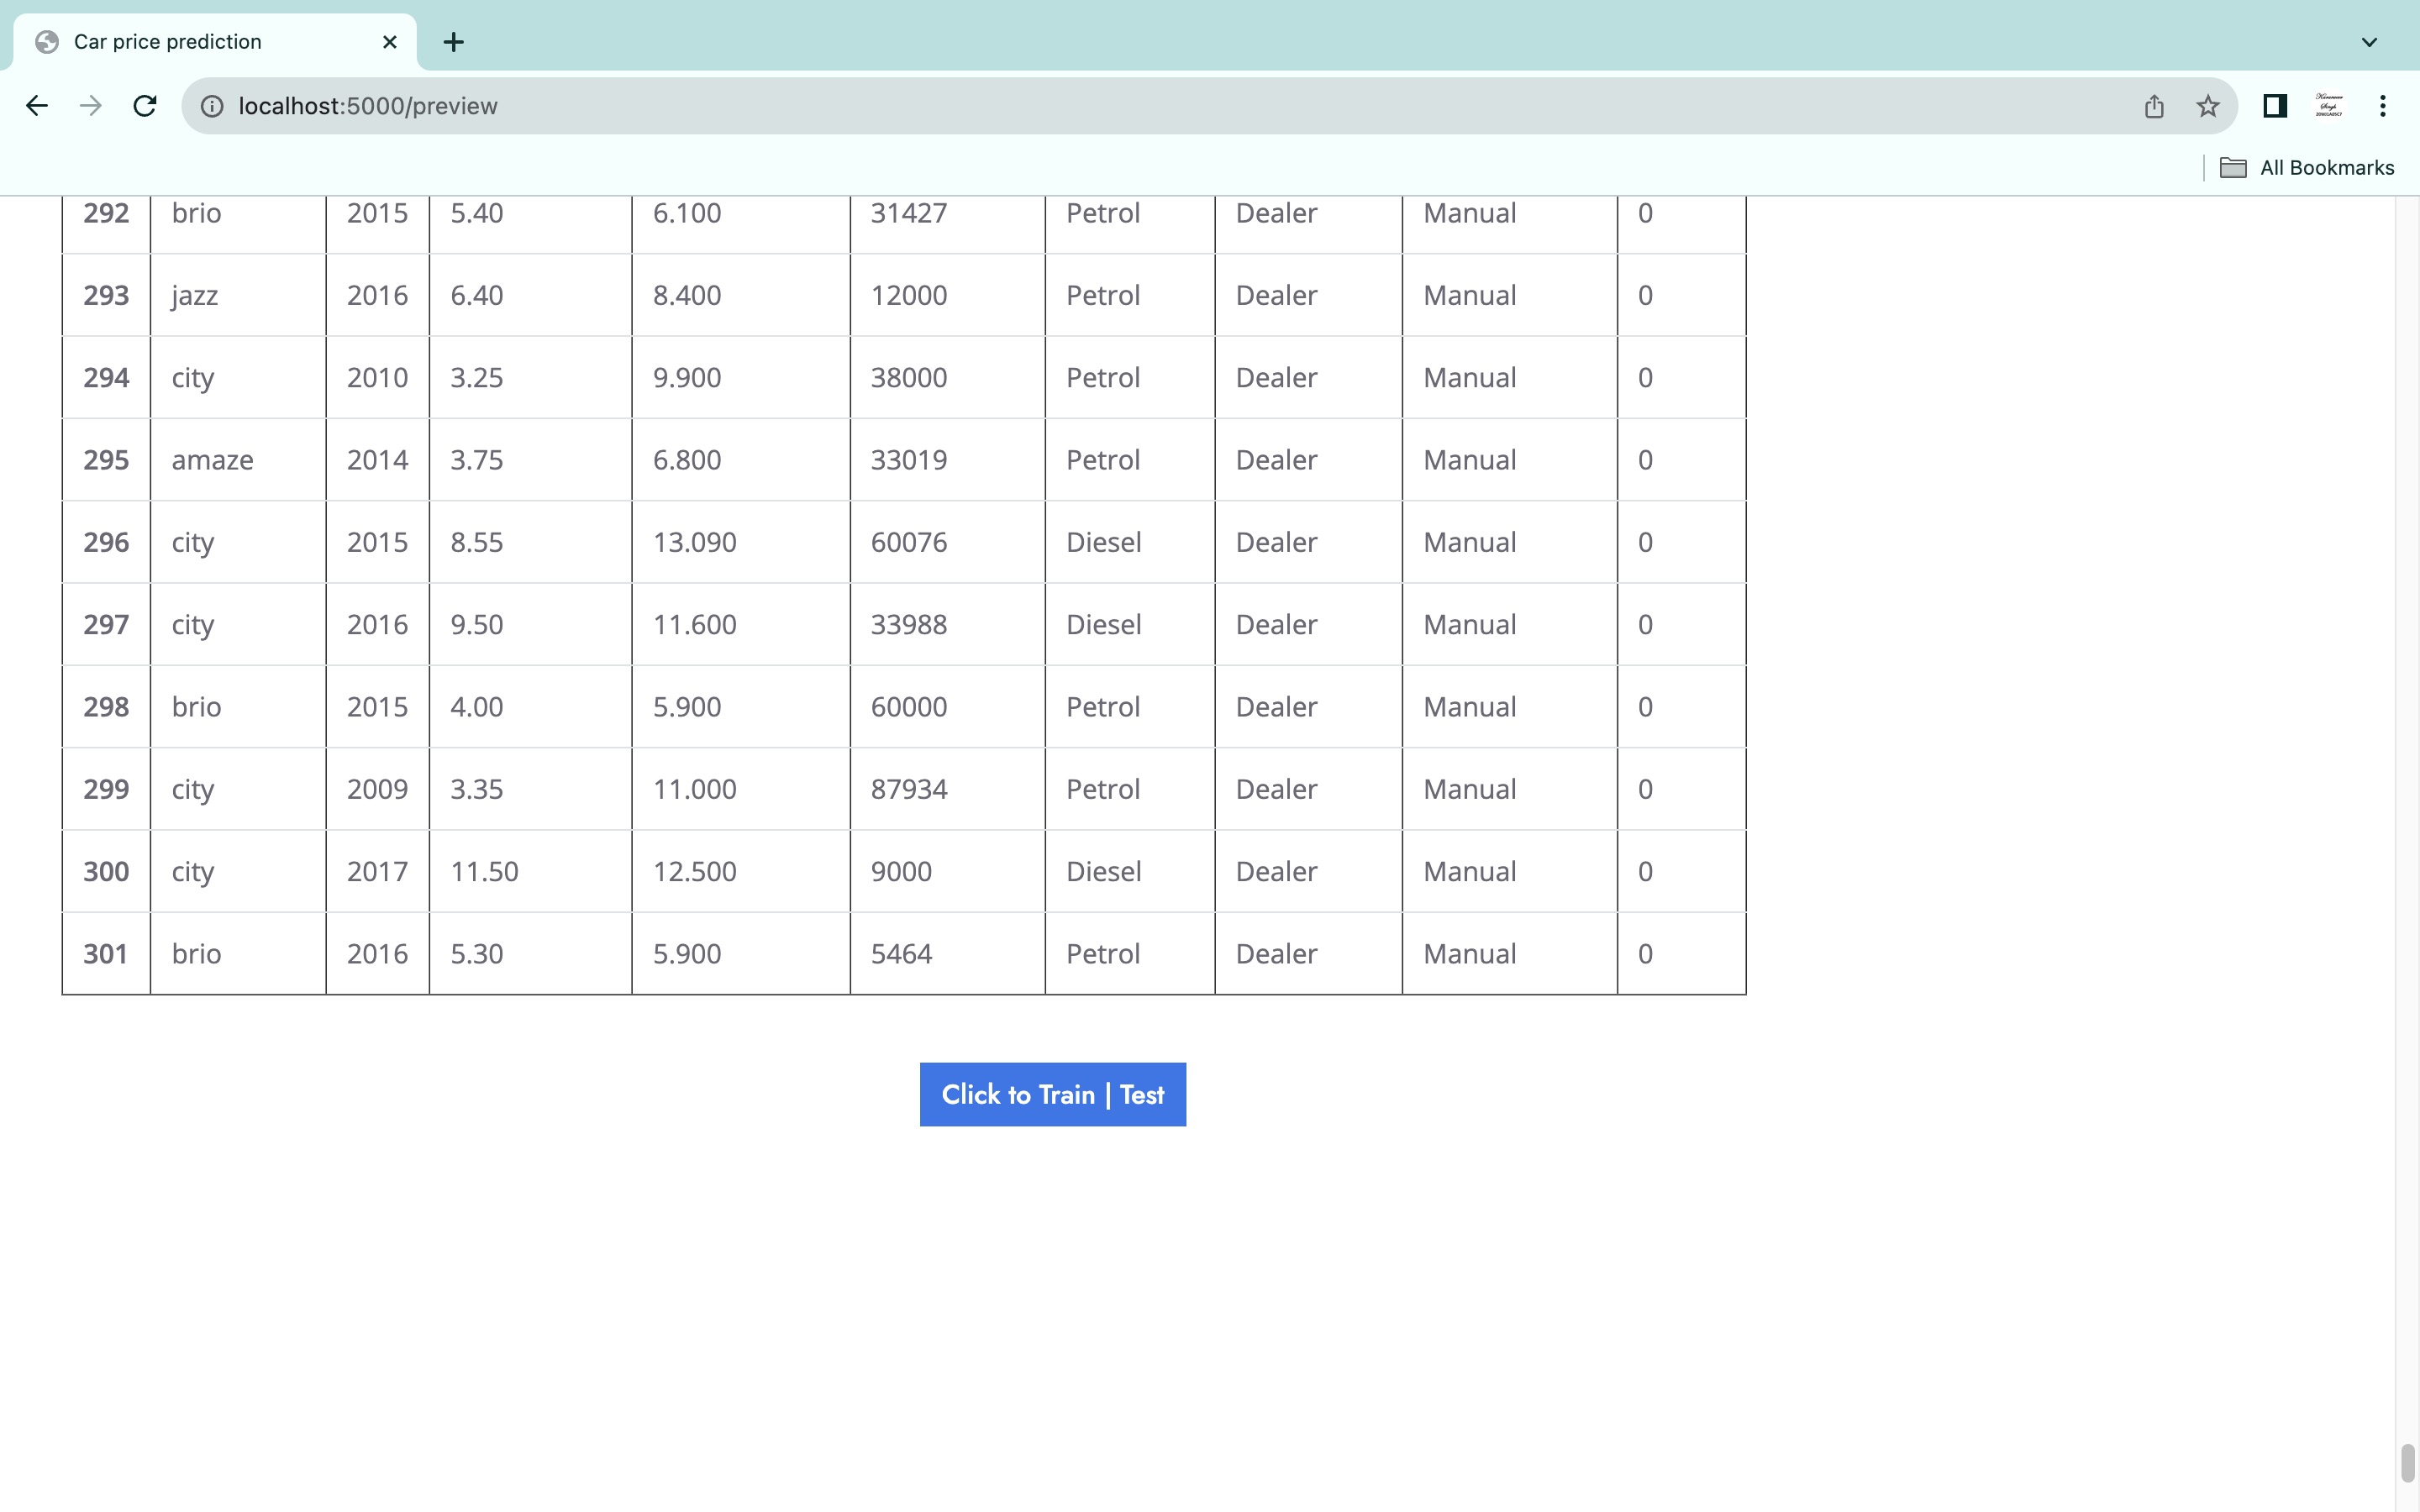 Car price prediction
localhost:5000/preview
All Bookmarks
292 brio 2015 5.40 6.100 31427 Petrol Dealer Manual 0
293 jazz 2016 6.40 8.400 12000 Petrol Dealer Manual 0
294 city 2010 3.25 9.900 38000 Petrol Dealer Manual 0
295 amaze 2014 3.75 6.800 33019 Petrol Dealer Manual 0
296 city 2015 8.55 13.090 60076 Diesel Dealer Manual 0
297 city 2016 9.50 11.600 33988 Diesel Dealer Manual 0
298 brio 2015 4.00 5.900 60000 Petrol Dealer Manual 0
299 city 2009 3.35 11.000 87934 Petrol Dealer Manual 0
300 city 2017 11.50 12.500 9000 Diesel Dealer Manual 0
301 brio 2016 5.30 5.900 5464 Petrol Dealer Manual 0
Click to Train | Test